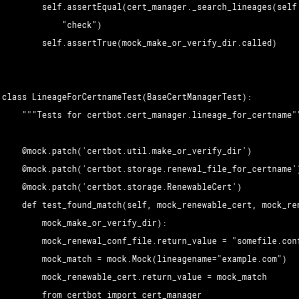 self.assertEqual(cert_manager._search_lineages(self
"check")
self.assertTrue(mock_make_or_verify_dir.called)
class LineageForCertnameTest(BaseCertManagerTest):
"""Tests for certbot.cert_manager.lineage_for_certname""
@mock.patch('certbot.util.make_or_verify_dir')
@mock.patch('certbot.storage.renewal_file_for_certname')
@mock.patch('certbot.storage.RenewableCert')
def test_found_match(self, mock_renewable_cert, mock_ren
mock_make_or_verify_dir):
mock_renewal_conf_file.return_value = "somefile.conf
mock_match = mock.Mock(lineagename="example.com")
mock_renewable_cert.return_value = mock_match
from certbot import cert_manager